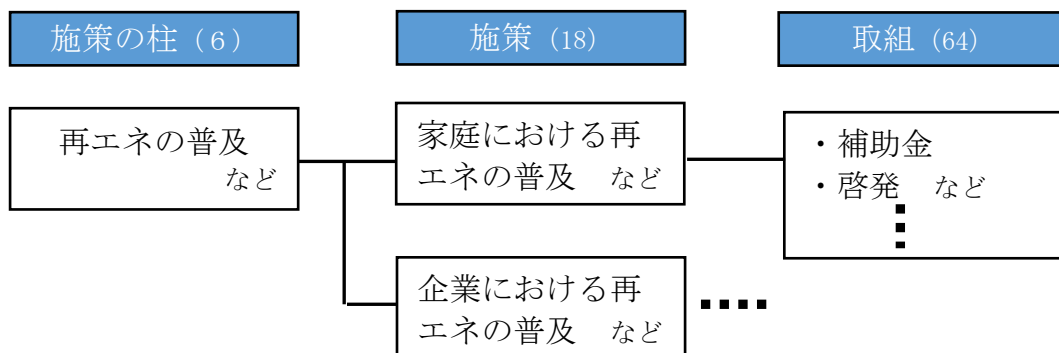 施策の柱（6）
施策（18）
取組（64）
再エネの普及
など
家庭における再
エネの普及　など
・補助金
・啓発　など
企業における再
エネの普及　など